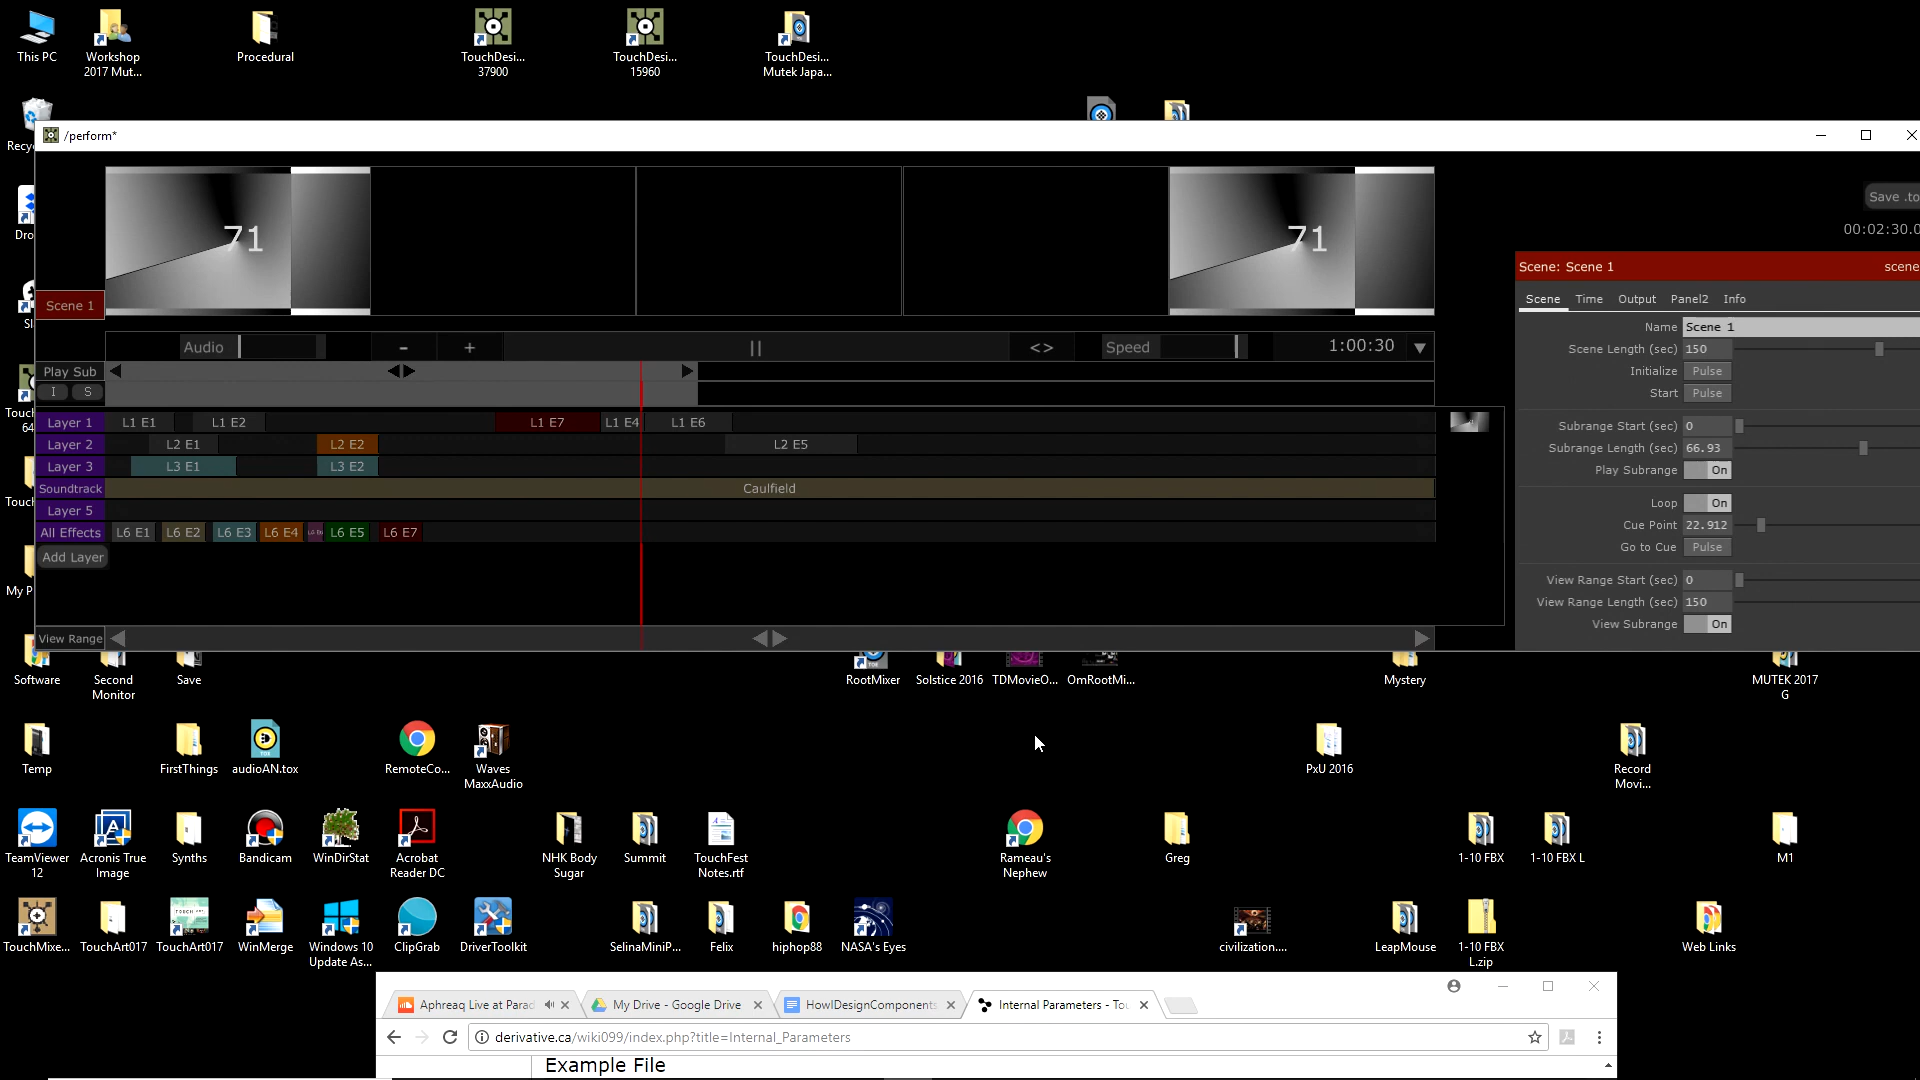 This PC
Workshop
2017 Mut...
Procedural
TouchDesi...
37900
TouchDesi...
15960
TouchDesi...
Mutek Japa...
/perform*
71
71
Save .to
00:02:30.0
Scene 1
Audio
-
+
<>
Speed
1:00:30
Play Sub
I
S
Layer 1
L1 E1
L1 E2
L1 E7
L1 E4
L1 E6
Layer 2
L2 E1
L2 E2
L2 E5
Layer 3
L3 E1
L3 E2
Soundtrack
Caulfield
Layer 5
All Effects
L6 E1
L6 E2
L6 E3
L6 E4
L6 E5
L6 E7
Add Layer
View Range
Scene: Scene 1
scene
Scene
Time
Output
Panel2
Info
Name
Scene 1
Scene Length (sec)
150
Initialize
Pulse
Start
Pulse
Subrange Start (sec)
0
Subrange Length (sec)
66.93
Play Subrange
On
Loop
On
Cue Point
22.912
Go to Cue
Pulse
View Range Start (sec)
0
View Range Length (sec)
150
View Subrange
On
Software
Second
Monitor
Save
RootMixer
Solstice 2016
TDMovieO...
OmRootMi...
Mystery
MUTEK 2017
G
Temp
FirstThings
audioAN.tox
RemoteCo...
Waves
MaxxAudio
PxU 2016
Record
Movi...
TeamViewer
12
Acronis True
Image
Synths
Bandicam
WinDirStat
Acrobat
Reader DC
NHK Body
Sugar
Summit
TouchFest
Notes.rtf
Rameau's
Nephew
Greg
1-10 FBX
1-10 FBX L
M1
TouchMixe...
TouchArt017
TouchArt017
WinMerge
Windows 10
Update As...
ClipGrab
DriverToolkit
SelinaMiniP...
Felix
hiphop88
NASA's Eyes
civilization....
LeapMouse
1-10 FBX
L.zip
Web Links
Aphreaq Live at Parad
My Drive - Google Drive
HowIDesignComponents
Internal Parameters - Tou
derivative.ca/wiki099/index.php?title=Internal_Parameters
Example File